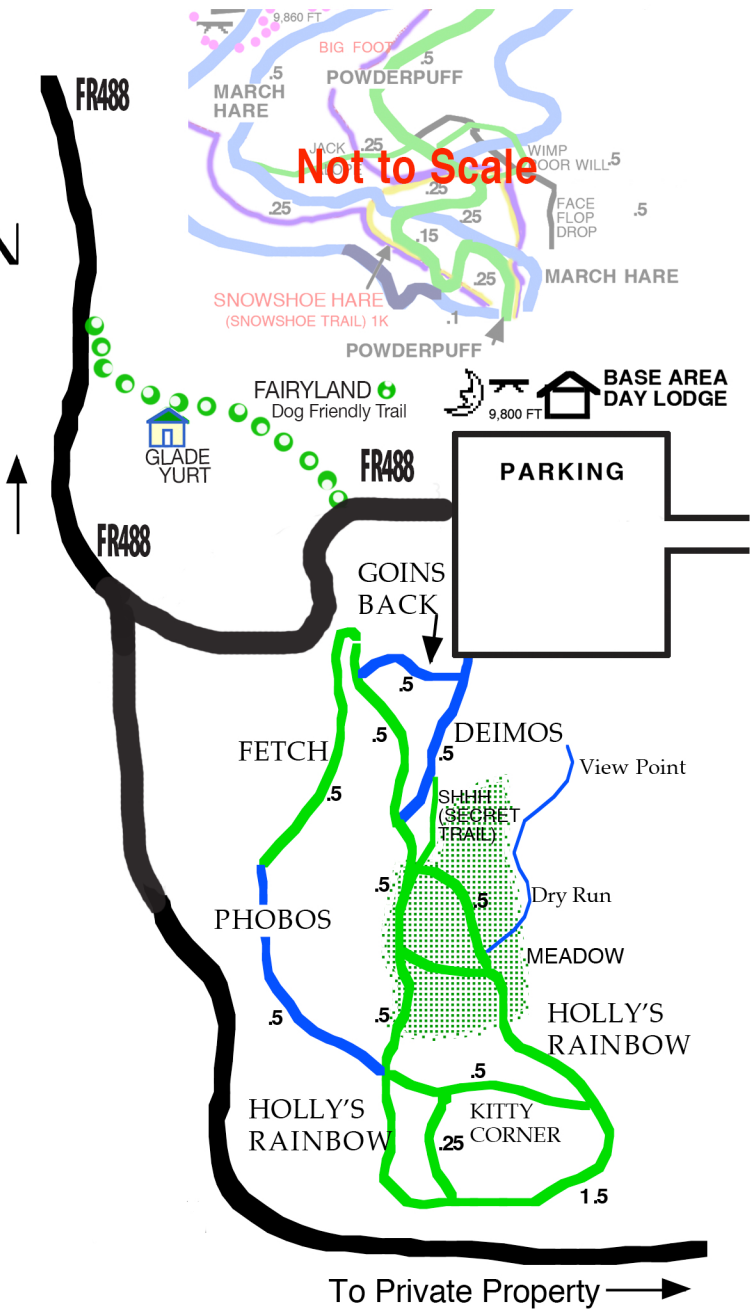 9,860 FT
BIG FOOT
.5
POWDERPUFF
.5
MARCH
HARE
FR488
JACK
.25
WIMP
Not to Scale
.5
.25
.25
.25
FACE
FLOP
DROP
.5
.15
N
.25
MARCH HARE
SNOWSHOE HARE
(SNOWSHOE TRAIL) 1K
.1
POWDERPUFF
FAIRYLAND
Dog Friendly Trail
BASE AREA
DAY LODGE
9,800 FT
GLADE
YURT
FR488
PARKING
FR488
GOINS
BACK
.5
.5
DEIMOS
.5
FETCH
View Point
.5
SHHH
(SECRET
TRAIL)
.5
.5
Dry Run
PHOBOS
MEADOW
.5
.5
HOLLY'S
RAINBOW
.5
HOLLY'S
RAINBOW
KITTY
CORNER
.25
1.5
To Private Property